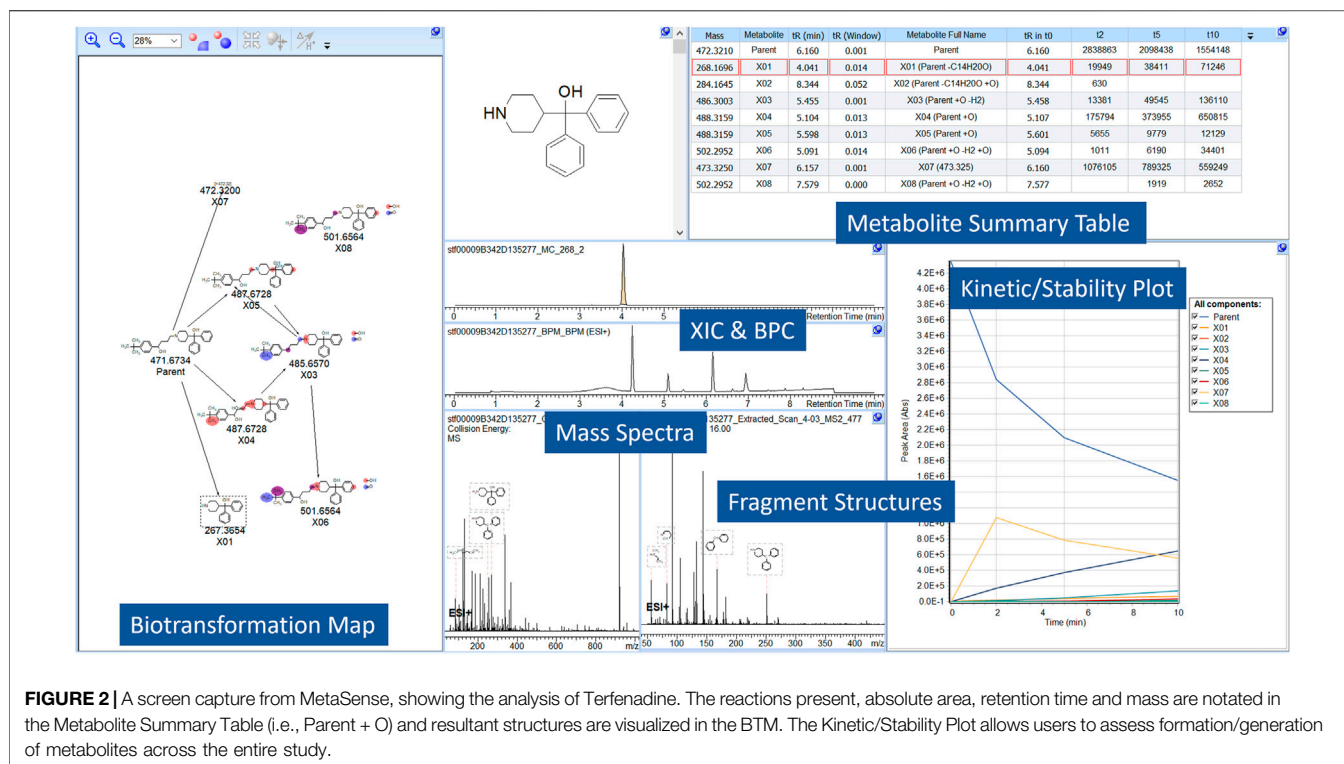 28%
472.3200
X07
501.6564
X08
487.6728
X05
471.6734
Parent
485.6570
X03
487.6728
X04
501.6564
X06
267.3654
X01
Biotransformation Map
OH
HN
Mass Metabolite tR (min) tR (Window) Metabolite Full Name tR in t0 t2 t5 t10
472.3210 Parent 6.160 0.001 Parent 6.160 2838863 2098438 1554148
268.1696 X01 4.041 0.014 X01 (Parent -C14H20O) 4.041 19949 38411 71246
284.1645 X02 8.344 0.052 X02 (Parent -C14H20O +O) 8.344 630
486.3003 X03 5.455 0.001 X03 (Parent +O -H2) 5.458 13381 49545 136110
488.3159 X04 5.104 0.013 X04 (Parent +O) 5.107 175794 373955 650815
488.3159 X05 5.598 0.013 X05 (Parent +O) 5.601 5655 9779 12129
502.2952 X06 5.091 0.014 X06 (Parent +O -H2 +O) 5.094 1011 6190 34401
473.3250 X07 6.157 0.001 X07 (473.325) 6.160 1076105 789325 559249
502.2952 X08 7.579 0.000 X08 (Parent +O -H2 +O) 7.577 1919 2652
Metabolite Summary Table
stf00009B342D135277_MC_268_2
0 1 2 3 4 5
Retention Time (min)
stf00009B342D135277_BPM_BPM (ESI+)
XIC & BPC
0 1 2 3 4 5 6 7 8
Retention Time (min)
stf00009B342D135277_
Collision Energy:
MS
Mass Spectra
ESI+
200 400 600 800 m/z
135277_Extracted_Scan_4-03_MS2_477
16.00
Fragment Structures
ESI+
50 100 150 200 250 300 350 400 m/z
Kinetic/Stability Plot
Peak Area (Abs)
4.2E+6
4.0E+6
3.8E+6
3.6E+6
3.4E+6
3.2E+6
3.0E+6
2.8E+6
2.6E+6
2.4E+6
2.2E+6
2.0E+6
1.8E+6
1.6E+6
1.4E+6
1.2E+6
8.0E+5
6.0E+5
4.0E+5
2.0E+5
0.0E-1
0 2 4 6 8 10
Time (min)
All components:
Parent
X01
X02
X03
X04
X05
X06
X07
X08
FIGURE 2 | A screen capture from MetaSense, showing the analysis of Terfenadine. The reactions present, absolute area, retention time and mass are notated in
the Metabolite Summary Table (i.e., Parent + O) and resultant structures are visualized in the BTM. The Kinetic/Stability Plot allows users to assess formation/generation
of metabolites across the entire study.